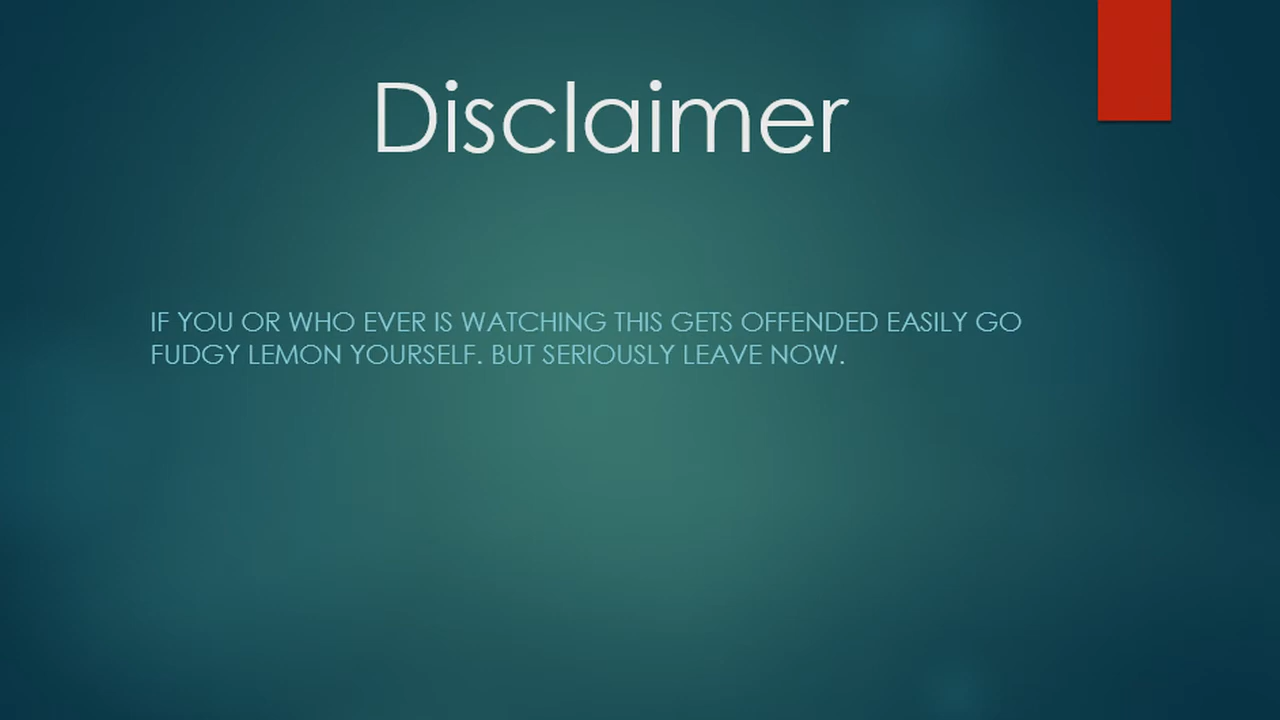 Disclaimer
IF YOU OR WHO EVER IS WATCHING THIS GETS OFFENDED EASILY GO
FUDGY LEMON YOURSELF. BUT SERIOUSLY LEAVE NOW.